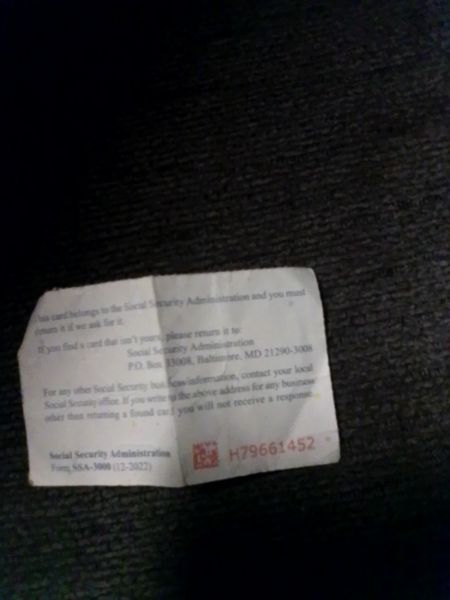 This card belongs to the Social Security Administration and you must
return it if we ask for it.
If you find a card that isn't yours, please return it to:
Social Security Administration
P.O. Box 33008, Baltimore, MD 21290-3008
For any other Social Security business/information, contact your local
Social Security office. If you write to the above address for any business
other than returning a found card you will not receive a response.
Social Security Administration
Form SSA-3000 (12-2022)
H79661452